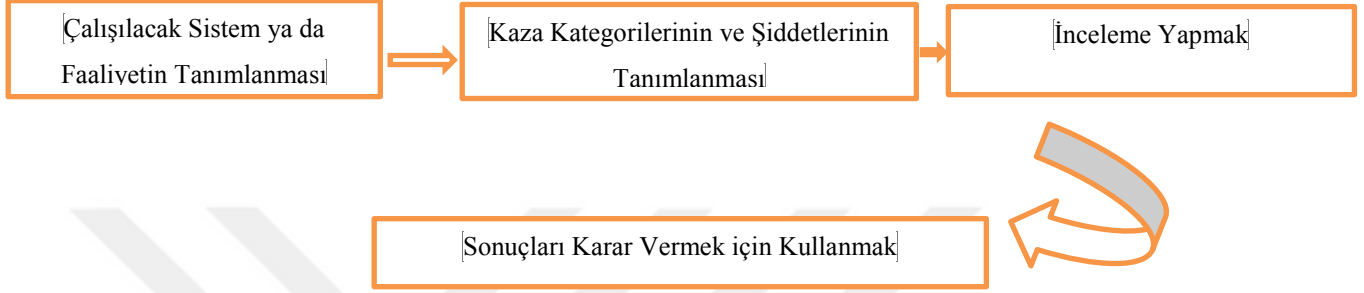 Çalışılacak Sistem ya da
Faaliyetin Tanımlanması
Kaza Kategorilerinin ve Şiddetlerinin
Tanımlanması
İnceleme Yapmak
Sonuçları Karar Vermek için Kullanmak